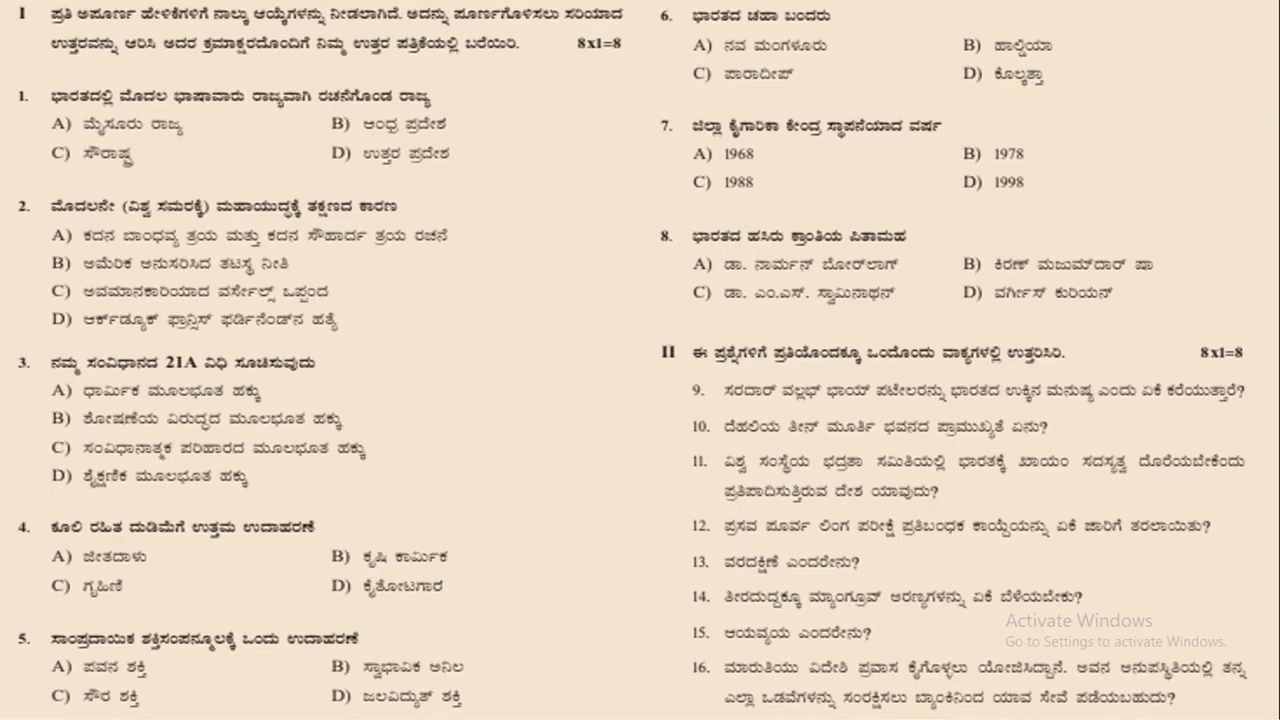 I ಪ್ರತಿ ಅಪೂರ್ಣ ಹೇಳಿಕೆಗಳಿಗೆ ನಾಲ್ಕು ಆಯ್ಕೆಗಳನ್ನು ನೀಡಲಾಗಿದೆ. ಅದನ್ನು ಪೂರ್ಣಗೊಳಿಸಲು ಸರಿಯಾದ
ಉತ್ತರವನ್ನು ಆರಿಸಿ ಅದರ ಕ್ರಮಾಕ್ಷರದೊಂದಿಗೆ ನಿಮ್ಮ ಉತ್ತರ ಪತ್ರಿಕೆಯಲ್ಲಿ ಬರೆಯಿರಿ. 8x1=8
1. ಭಾರತದಲ್ಲಿ ಮೊದಲ ಭಾಷಾವಾರು ರಾಜ್ಯವಾಗಿ ರಚನೆಗೊಂಡ ರಾಜ್ಯ
A) ಮೈಸೂರು ರಾಜ್ಯ B) ಆಂಧ್ರ ಪ್ರದೇಶ
C) ಸೌರಾಷ್ಟ್ರ D) ಉತ್ತರ ಪ್ರದೇಶ
2. ಮೊದಲನೇ (ವಿಶ್ವ ಸಮರಕ್ಕೆ) ಮಹಾಯುದ್ಧಕ್ಕೆ ತಕ್ಷಣದ ಕಾರಣ
A) ಕದನ ಬಾಂಧವ್ಯ ತ್ರಯ ಮತ್ತು ಕದನ ಸೌಹಾರ್ದ ತ್ರಯ ರಚನೆ
B) ಅಮೆರಿಕ ಅನುಸರಿಸಿದ ತಟಸ್ಥ ನೀತಿ
C) ಅವಮಾನಕಾರಿಯಾದ ವರ್ಸೇಲ್ಸ್ ಒಪ್ಪಂದ
D) ಆರ್ಕ್‌ಡ್ಯೂಕ್ ಫ್ರಾನ್ಸಿಸ್ ಫರ್ಡಿನೆಂಡ್‌ನ ಹತ್ಯೆ
3. ನಮ್ಮ ಸಂವಿಧಾನದ 21A ವಿಧಿ ಸೂಚಿಸುವುದು
A) ಧಾರ್ಮಿಕ ಮೂಲಭೂತ ಹಕ್ಕು
B) ಶೋಷಣೆಯ ವಿರುದ್ಧದ ಮೂಲಭೂತ ಹಕ್ಕು
C) ಸಂವಿಧಾನಾತ್ಮಕ ಪರಿಹಾರದ ಮೂಲಭೂತ ಹಕ್ಕು
D) ಶೈಕ್ಷಣಿಕ ಮೂಲಭೂತ ಹಕ್ಕು
4. ಕೂಲಿ ರಹಿತ ದುಡಿಮೆಗೆ ಉತ್ತಮ ಉದಾಹರಣೆ
A) ಜೀತದಾಳು B) ಕೃಷಿ ಕಾರ್ಮಿಕ
C) ಗೃಹಿಣಿ D) ಕೈತೋಟಗಾರ
5. ಸಾಂಪ್ರದಾಯಿಕ ಶಕ್ತಿಸಂಪನ್ಮೂಲಕ್ಕೆ ಒಂದು ಉದಾಹರಣೆ
A) ಪವನ ಶಕ್ತಿ B) ಸ್ವಾಭಾವಿಕ ಅನಿಲ
C) ಸೌರ ಶಕ್ತಿ D) ಜಲವಿದ್ಯುತ್ ಶಕ್ತಿ
6. ಭಾರತದ ಚಹಾ ಬಂದರು
A) ನವ ಮಂಗಳೂರು B) ಹಾಲ್ದಿಯಾ
C) ಪಾರಾದೀಪ್ D) ಕೊಲ್ಕತ್ತಾ
7. ಜಿಲ್ಲಾ ಕೈಗಾರಿಕಾ ಕೇಂದ್ರ ಸ್ಥಾಪನೆಯಾದ ವರ್ಷ
A) 1968 B) 1978
C) 1988 D) 1998
8. ಭಾರತದ ಹಸಿರು ಕ್ರಾಂತಿಯ ಪಿತಾಮಹ
A) ಡಾ. ನಾರ್ಮನ್ ಬೋರ್‌ಲಾಗ್ B) ಕಿರಣ್ ಮಜುಮ್‌ದಾರ್ ಷಾ
C) ಡಾ. ಎಂ.ಎಸ್. ಸ್ವಾಮಿನಾಥನ್ D) ವರ್ಗೀಸ್ ಕುರಿಯನ್
II ಈ ಪ್ರಶ್ನೆಗಳಿಗೆ ಪ್ರತಿಯೊಂದಕ್ಕೂ ಒಂದೊಂದು ವಾಕ್ಯಗಳಲ್ಲಿ ಉತ್ತರಿಸಿರಿ. 8x1=8
9. ಸರದಾರ್ ವಲ್ಲಭ್ ಭಾಯ್ ಪಟೇಲರನ್ನು ಭಾರತದ ಉಕ್ಕಿನ ಮನುಷ್ಯ ಎಂದು ಏಕೆ ಕರೆಯುತ್ತಾರೆ?
10. ದೆಹಲಿಯ ತೀನ್ ಮೂರ್ತಿ ಭವನದ ಪ್ರಾಮುಖ್ಯತೆ ಏನು?
11. ವಿಶ್ವ ಸಂಸ್ಥೆಯ ಭದ್ರತಾ ಸಮಿತಿಯಲ್ಲಿ ಭಾರತಕ್ಕೆ ಖಾಯಂ ಸದಸ್ಯತ್ವ ದೊರೆಯಬೇಕೆಂದು
ಪ್ರತಿಪಾದಿಸುತ್ತಿರುವ ದೇಶ ಯಾವುದು?
12. ಪ್ರಸವ ಪೂರ್ವ ಲಿಂಗ ಪರೀಕ್ಷೆ ಪ್ರತಿಬಂಧಕ ಕಾಯ್ದೆಯನ್ನು ಏಕೆ ಜಾರಿಗೆ ತರಲಾಯಿತು?
13. ವರದಕ್ಷಿಣೆ ಎಂದರೇನು?
14. ತೀರದುದ್ದಕ್ಕೂ ಮ್ಯಾಂಗ್ರೂವ್ ಅರಣ್ಯಗಳನ್ನು ಏಕೆ ಬೆಳೆಯಬೇಕು?
Activate Windows
15. ಆಯವ್ಯಯ ಎಂದರೇನು?
Go to Settings to activate Windows.
16. ಮಾರುತಿಯು ವಿದೇಶಿ ಪ್ರವಾಸ ಕೈಗೊಳ್ಳಲು ಯೋಜಿಸಿದ್ದಾನೆ. ಅವನ ಅನುಪಸ್ಥಿತಿಯಲ್ಲಿ ತನ್ನ
ಎಲ್ಲಾ ಒಡವೆಗಳನ್ನು ಸಂರಕ್ಷಿಸಲು ಬ್ಯಾಂಕಿನಿಂದ ಯಾವ ಸೇವೆ ಪಡೆಯಬಹುದು?